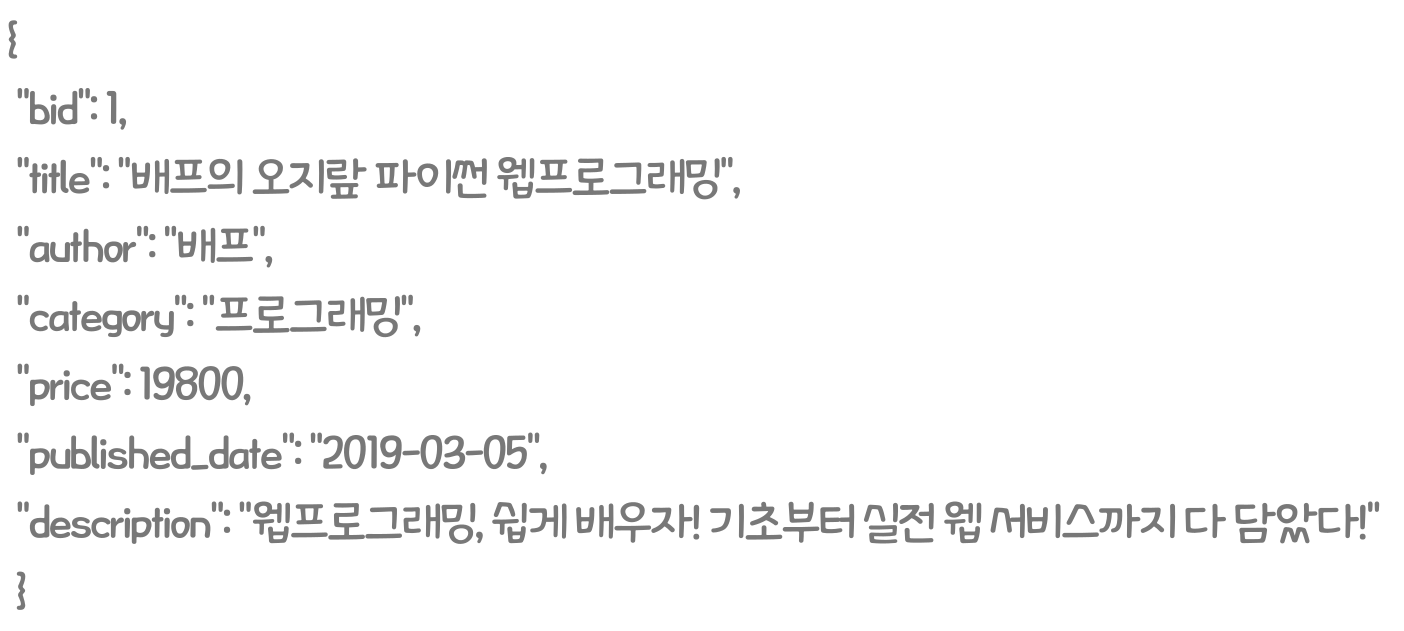 {
"bid": 1,
"title": "배프의 오지랖 파이썬 웹프로그래밍",
"author": "배프",
"category": "프로그래밍",
"price": 19800,
"published_date": "2019-03-05",
"description": "웹프로그래밍, 쉽게 배우자! 기초부터 실전 웹 서비스까지 다 담았다!"
}